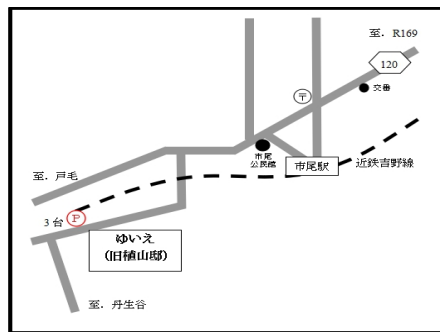 至．R169
120
〒
交番
市尾
公民館
市尾駅
近鉄吉野線
至．戸毛
3台
P
ゆいえ
（旧植山邸）
至．丹生谷